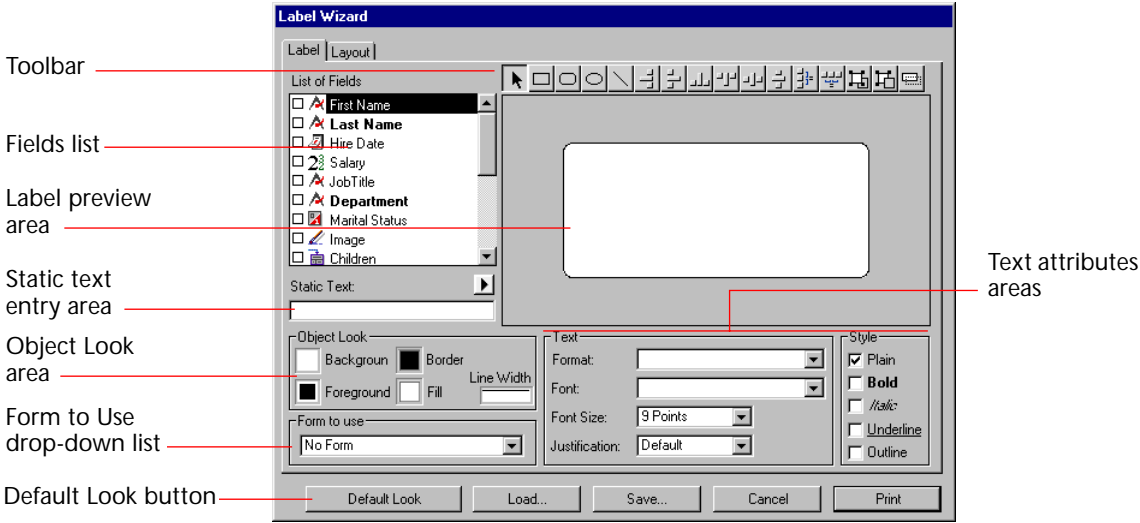 Label Wizard
Label
Layout
Toolbar
List of Fields
First Name
Last Name
Fields list
Hire Date
Salary
JobTitle
Label preview
area
Department
Marital Status
Image
Children
Static text
entry area
Static Text:
Text attributes
areas
Object Look
area
Object Look
Backgroun
Border
Foreground
Fill
Line Width
Text
Format:
Font:
Font Size:
9 Points
Justification:
Default
Style
Plain
Bold
Italic
Underline
Outline
Form to Use
drop-down list
Form to use
No Form
Default Look button
Default Look
Load...
Save...
Cancel
Print